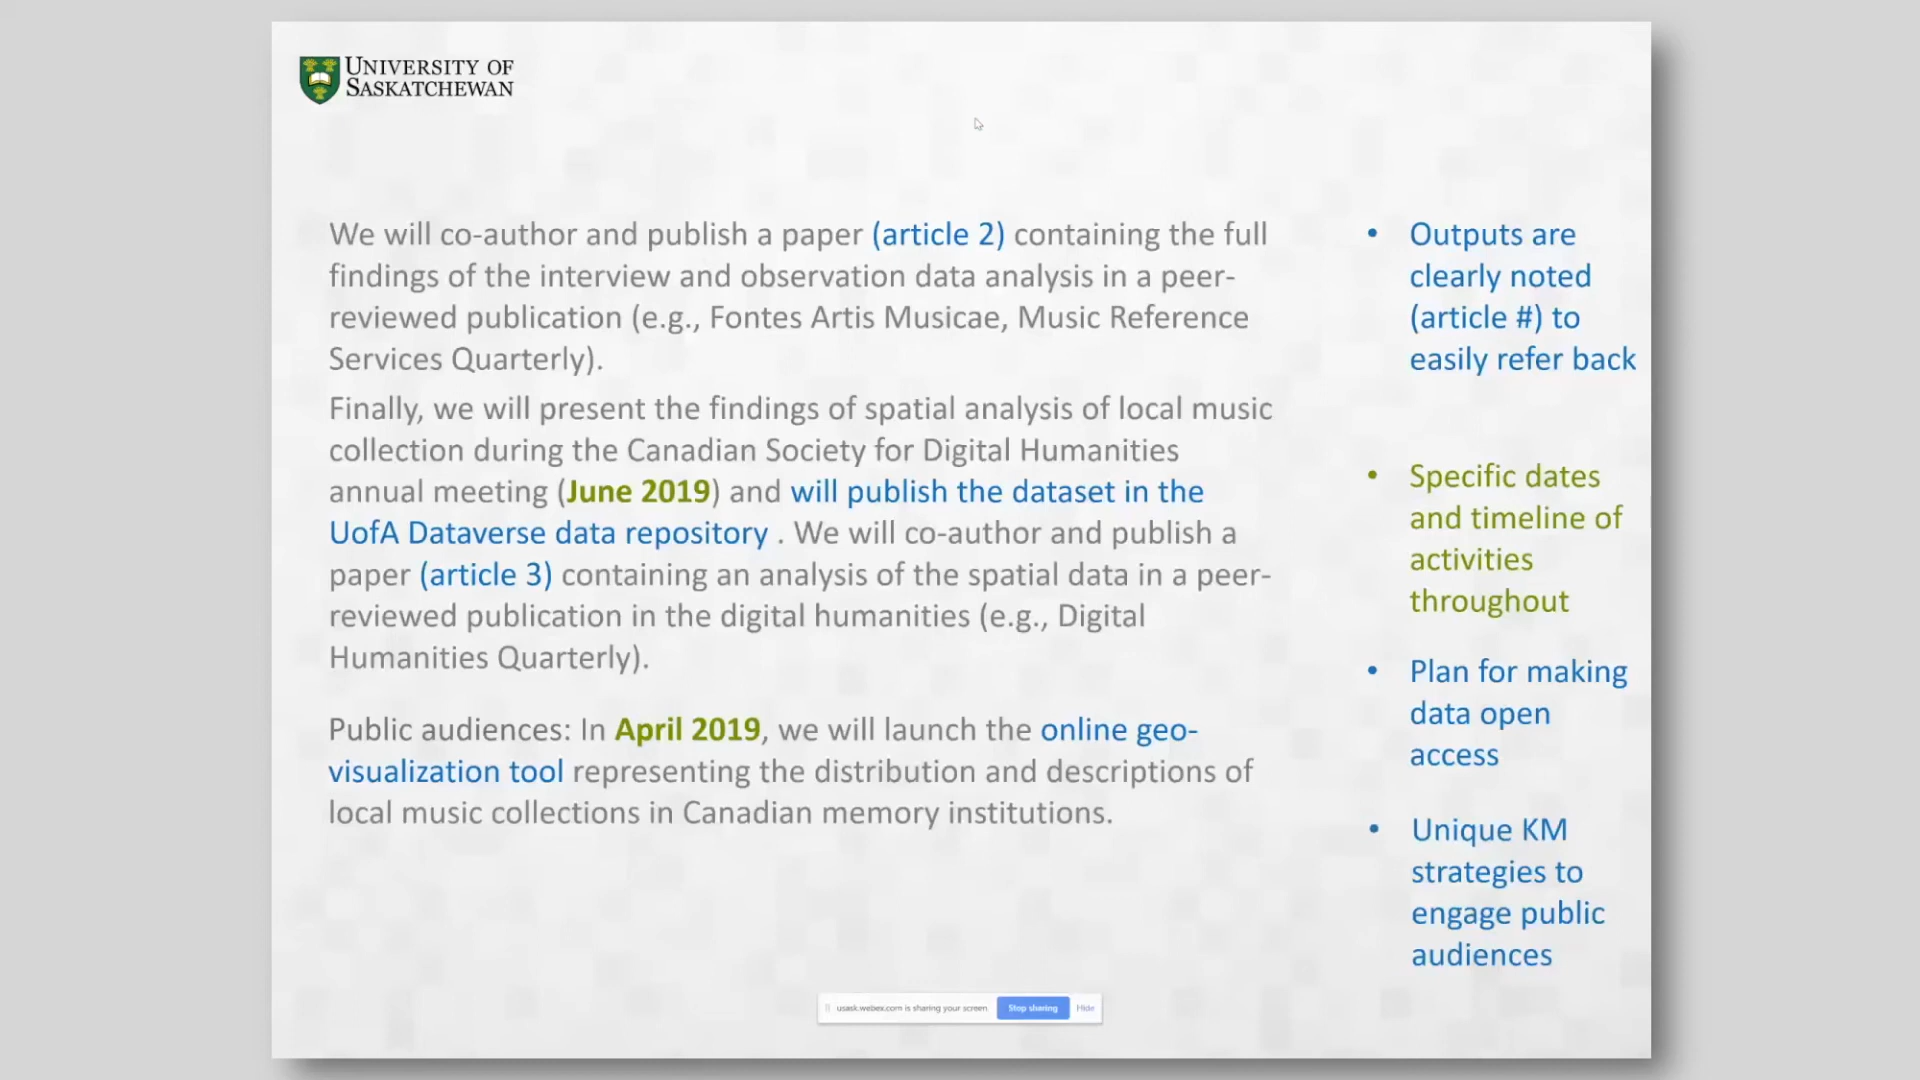 UNIVERSITY OF
SASKATCHEWAN
We will co-author and publish a paper (article 2) containing the full
findings of the interview and observation data analysis in a peer-
reviewed publication (e.g., Fontes Artis Musicae, Music Reference
Services Quarterly).
Finally, we will present the findings of spatial analysis of local music
collection during the Canadian Society for Digital Humanities
annual meeting (June 2019) and will publish the dataset in the
UofA Dataverse data repository . We will co-author and publish a
paper (article 3) containing an analysis of the spatial data in a peer-
reviewed publication in the digital humanities (e.g., Digital
Humanities Quarterly).
Public audiences: In April 2019, we will launch the online geo-
visualization tool representing the distribution and descriptions of
local music collections in Canadian memory institutions.
• Outputs are
clearly noted
(article #) to
easily refer back
• Specific dates
and timeline of
activities
throughout
• Plan for making
data open
access
• Unique KM
strategies to
engage public
audiences
usask.webex.com is sharing your screen. Stop sharing Hide